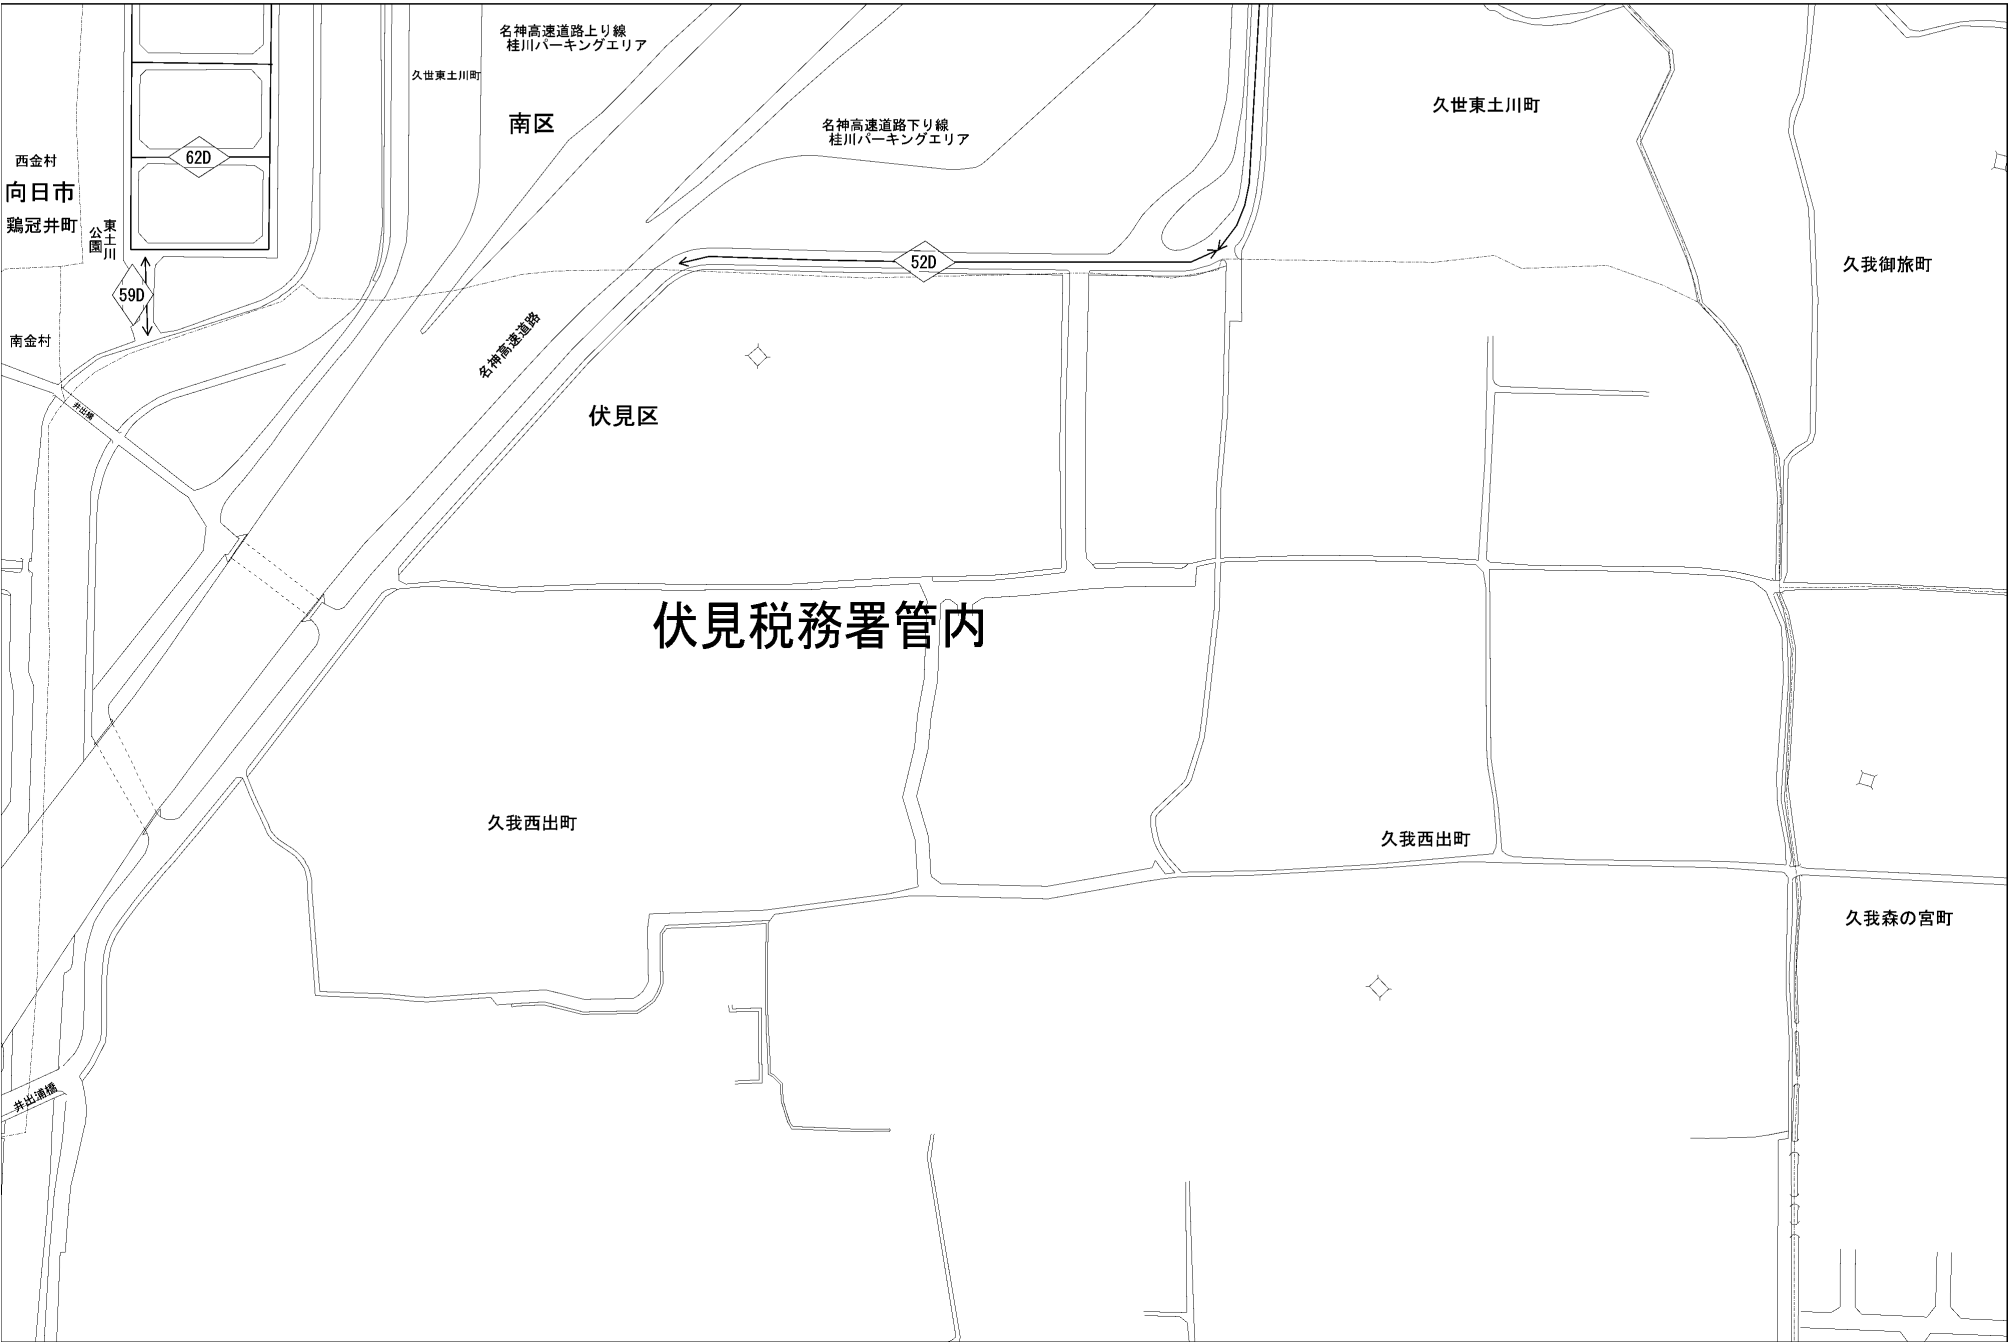 名神高速道路上り線
桂川パーキングエリア
久世東土川町
南区
名神高速道路下り線
桂川パーキングエリア
久世東土川町
62D
西金村
向日市
鶏冠井町
東土川
公園
久我御旅町
52D
59D
南金村
名神高速道路
井出橋
伏見区
伏見税務署管内
久我西出町
久我西出町
久我森の宮町
井出浦橋